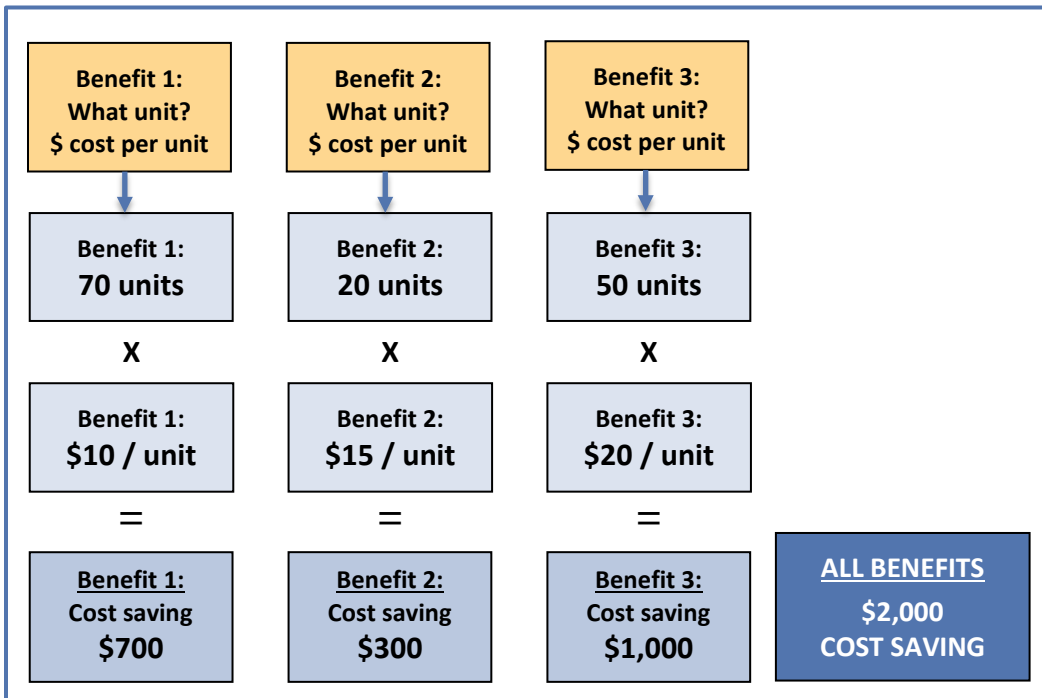 Benefit 1:
What unit?
$ cost per unit
Benefit 2:
What unit?
$ cost per unit
Benefit 3:
What unit?
$ cost per unit
Benefit 1:
70 units
Benefit 2:
20 units
Benefit 3:
50 units
X
X
X
Benefit 1:
$10 / unit
Benefit 2:
$15 / unit
Benefit 3:
$20 / unit
=
=
=
Benefit 1:
Cost saving
$700
Benefit 2:
Cost saving
$300
Benefit 3:
Cost saving
$1,000
ALL BENEFITS
$2,000
COST SAVING